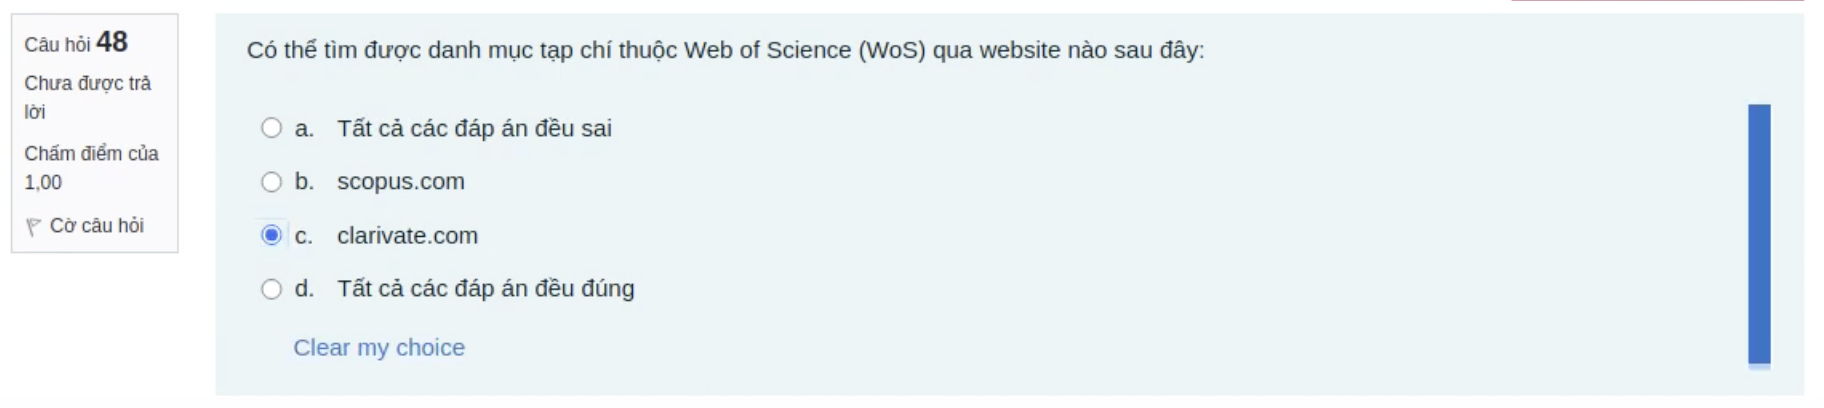 Câu hỏi 48
Chưa được trả
lời
Chấm điểm của
1,00
Cờ câu hỏi
Có thể tìm được danh mục tạp chí thuộc Web of Science (WoS) qua website nào sau đây:
a. Tất cả các đáp án đều sai
b. scopus.com
c. clarivate.com
d. Tất cả các đáp án đều đúng
Clear my choice